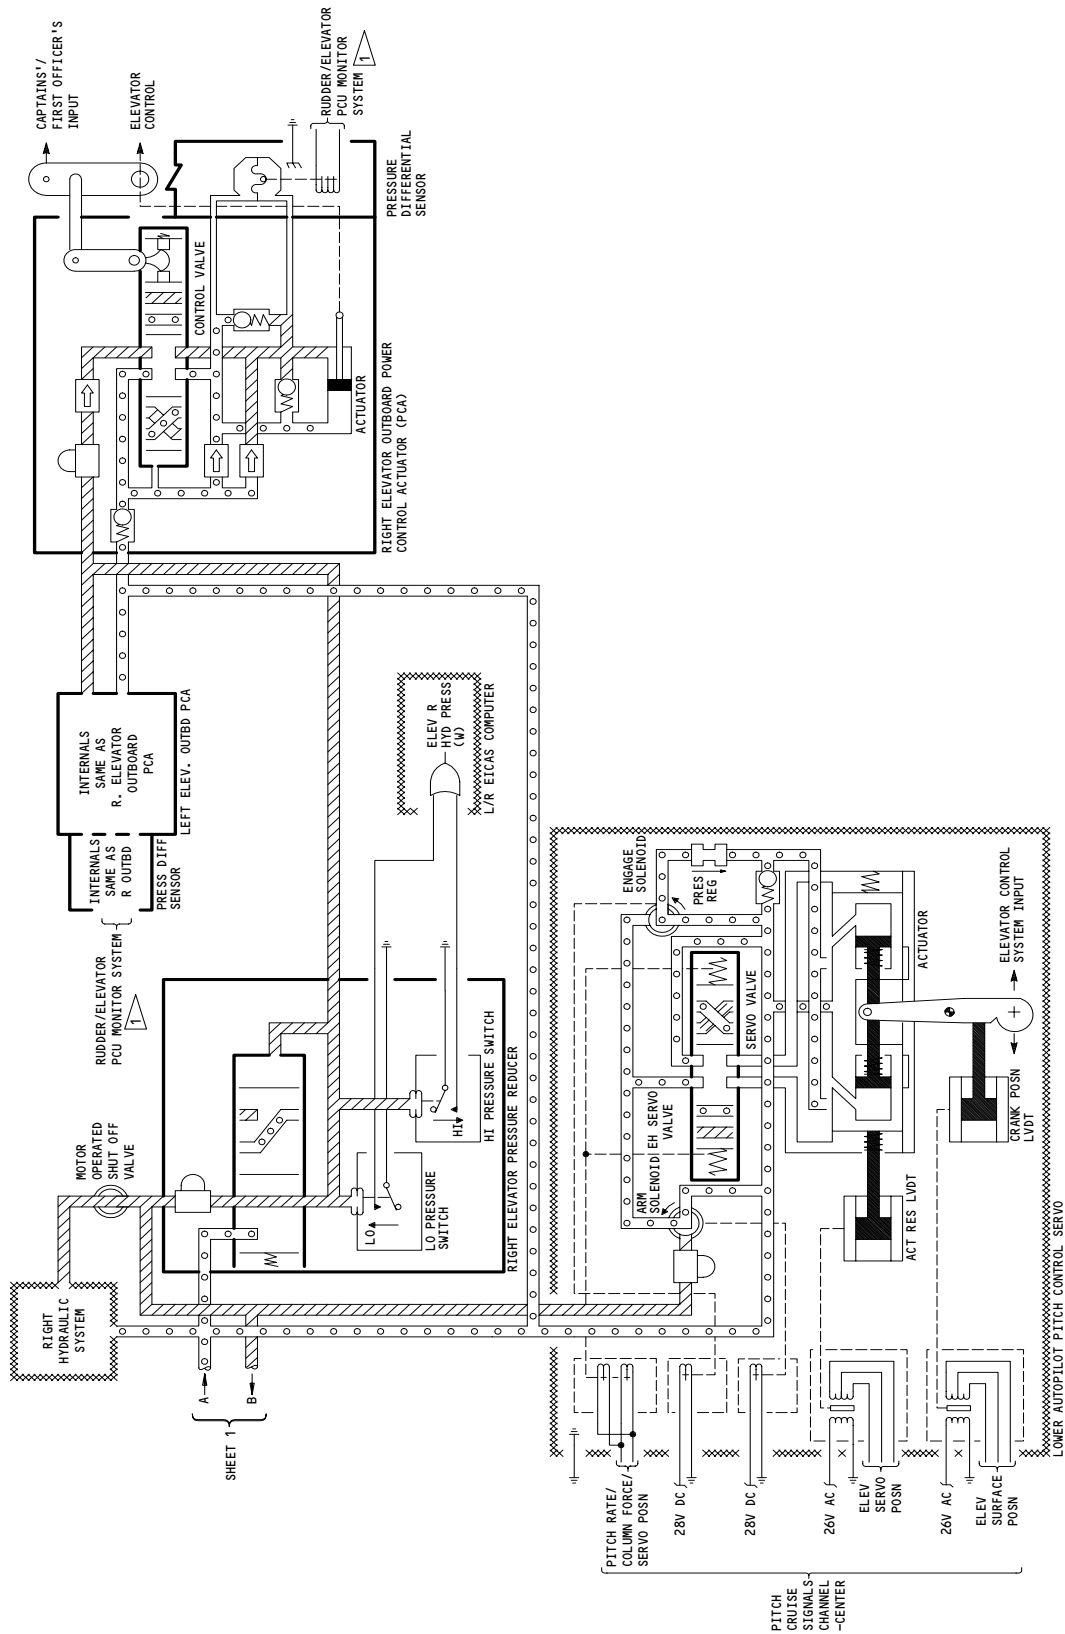 CAPTAINS'/
FIRST OFFICER'S
INPUT
ELEVATOR
CONTROL
RUDDER/ELEVATOR
PCU MONITOR
SYSTEM
1
PRESSURE
DIFFERENTIAL
SENSOR
CONTROL VALVE
ACTUATOR
RIGHT ELEVATOR OUTBOARD POWER
CONTROL ACTUATOR (PCA)
INTERNALS
SAME AS
R. ELEVATOR
OUTBOARD
PCA
LEFT ELEV. OUTBD PCA
INTERNALS
SAME AS
R OUTBD
PRESS DIFF
SENSOR
RUDDER/ELEVATOR
PCU MONITOR SYSTEM
1
ELEV R
HYD PRESS
(W)
L/R EICAS COMPUTER
MOTOR
OPERATED
SHUT OFF
VALVE
RIGHT
HYDRAULIC
SYSTEM
HI
HI PRESSURE SWITCH
LO
LO PRESSURE
SWITCH
RIGHT ELEVATOR PRESSURE REDUCER
A
B
SHEET 1
ENGAGE
SOLENOID
PRES
REG
SERVO VALVE
EH SERVO
VALVE
ARM
SOLENOID
ACTUATOR
ELEVATOR CONTROL
SYSTEM INPUT
CRANK POSN
LVDT
ACT RES LVDT
LOWER AUTOPILOT PITCH CONTROL SERVO
PITCH RATE/
COLUMN FORCE/
SERVO POSN
28V DC
28V DC
26V AC
ELEV
SERVO
POSN
26V AC
ELEV
SURFACE
POSN
PITCH
CRUISE
SIGNALS
CHANNEL
-CENTER